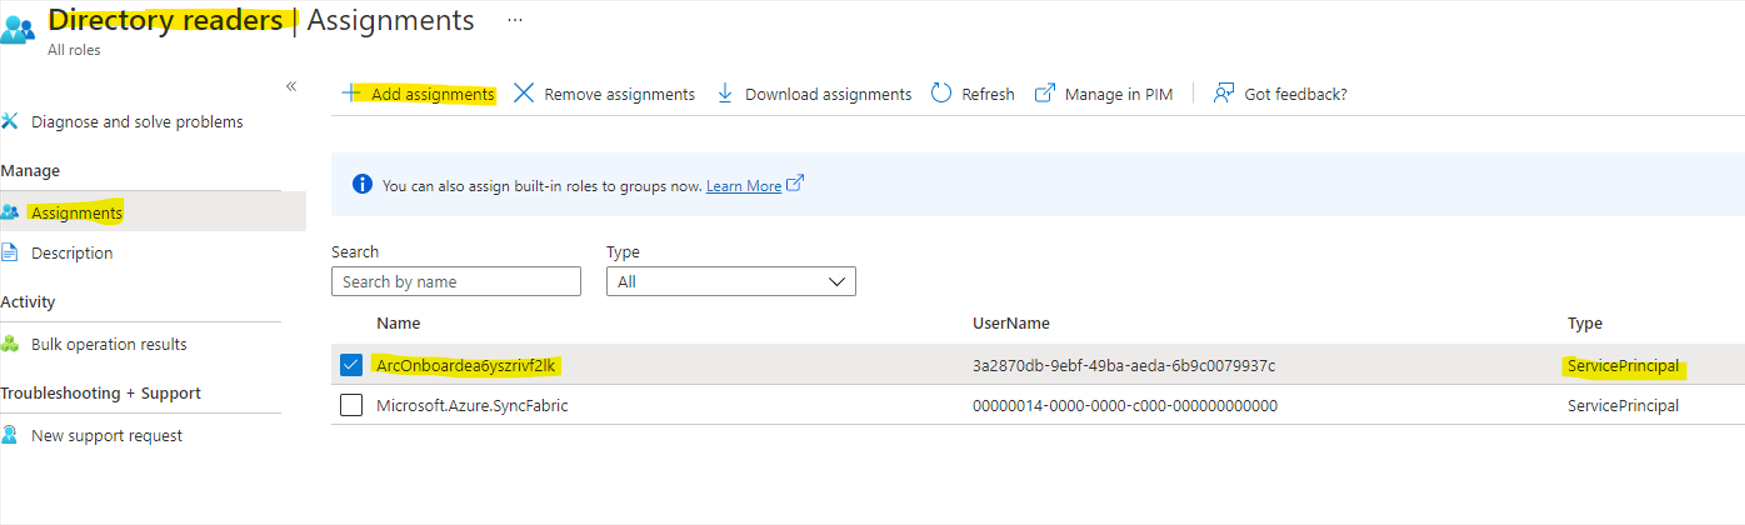 Directory readers | Assignments ...
All roles
«
Add assignments Remove assignments Download assignments Refresh Manage in PIM Got feedback?
Diagnose and solve problems
Manage
Assignments
Description
Activity
Bulk operation results
Troubleshooting + Support
New support request
You can also assign built-in roles to groups now. Learn More
Search Type
Search by name All
Name UserName Type
ArcOnboardea6yszrivf2lk 3a2870db-9ebf-49ba-aeda-6b9c0079937c ServicePrincipal
Microsoft.Azure.SyncFabric 00000014-0000-0000-c000-000000000000 ServicePrincipal